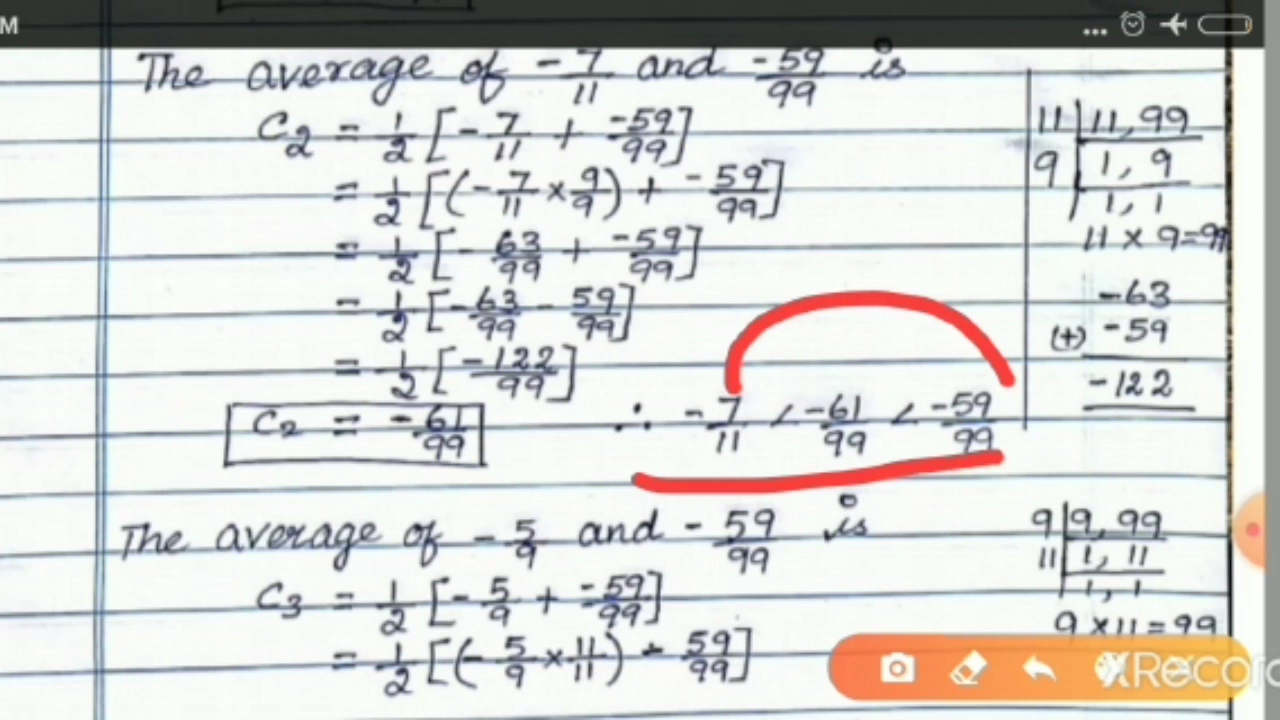 M
The average of -7/11 and -59/99 is
C2 = 1/2 [-7/11 + -59/99]
= 1/2 [(-7/11 × 9/9) + -59/99]
= 1/2 [-63/99 + -59/99]
= 1/2 [-63/99 - 59/99]
= 1/2 [-122/99]
C2 = -61/99
∴ -7/11 < -61/99 < -59/99
11 | 11, 99
9 | 1, 9
1, 1
11 × 9 = 99
-63
(+) -59
-122
The average of -5/9 and -59/99 is
C3 = 1/2 [-5/9 + -59/99]
= 1/2 [(-5/9 × 11/11) - 59/99]
9 | 9, 99
11 | 1, 11
1, 1
9 × 11 = 99